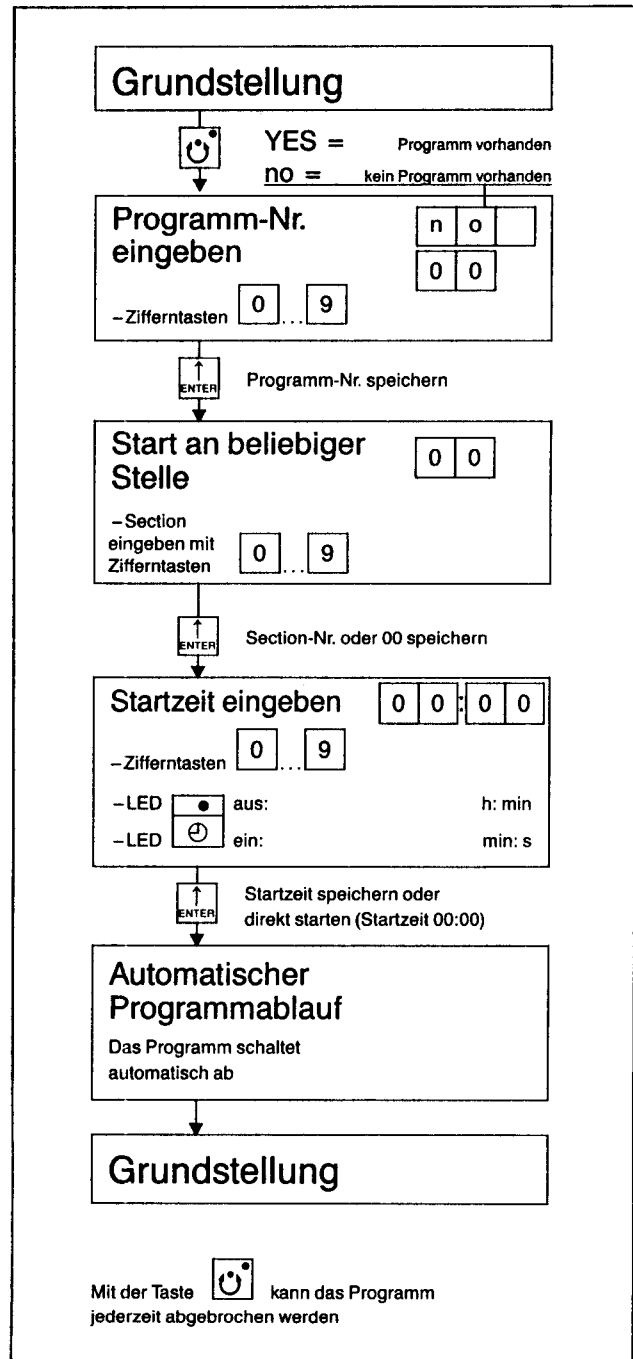 Grundstellung
YES = Programm vorhanden
no = kein Programm vorhanden
Programm-Nr.
eingeben
n o
0 0
–Zifferntasten 0 ... 9
ENTER Programm-Nr. speichern
Start an beliebiger
Stelle
0 0
–Section
eingeben mit
Zifferntasten 0 ... 9
ENTER Section-Nr. oder 00 speichern
Startzeit eingeben 0 0 : 0 0
–Zifferntasten 0 ... 9
–LED aus: h: min
–LED ein: min: s
ENTER
Startzeit speichern oder
direkt starten (Startzeit 00:00)
Automatischer
Programmablauf
Das Programm schaltet
automatisch ab
Grundstellung
Mit der Taste kann das Programm
jederzeit abgebrochen werden